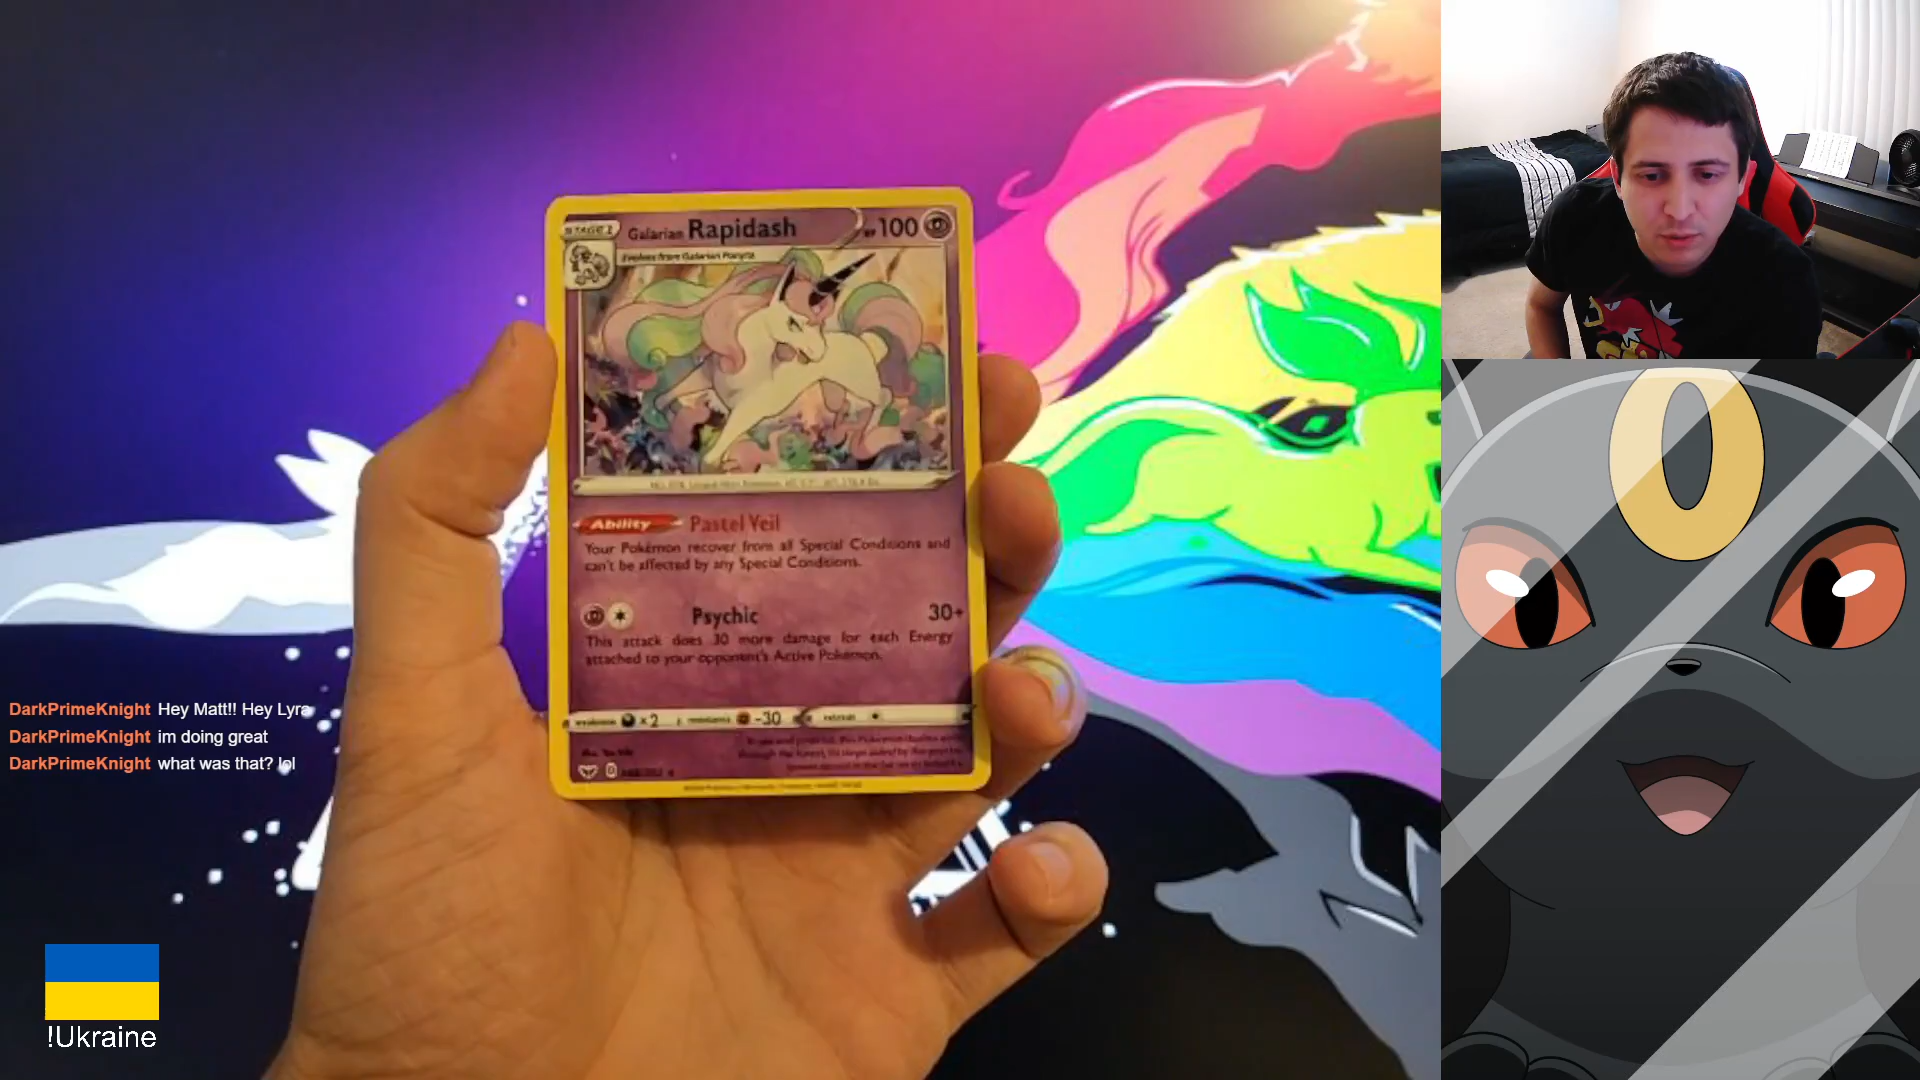 STAGE 1
Galarian Rapidash
HP 100
Evolves from Galarian Ponyta
Ability Pastel Veil
Your Pokémon recover from all Special Conditions and
can't be affected by any Special Conditions.
Psychic 30+
This attack does 30 more damage for each Energy
attached to your opponent's Active Pokémon.
weakness x2 resistance -30 retreat
DarkPrimeKnight Hey Matt!! Hey Lyra
DarkPrimeKnight im doing great
DarkPrimeKnight what was that? lol
!Ukraine